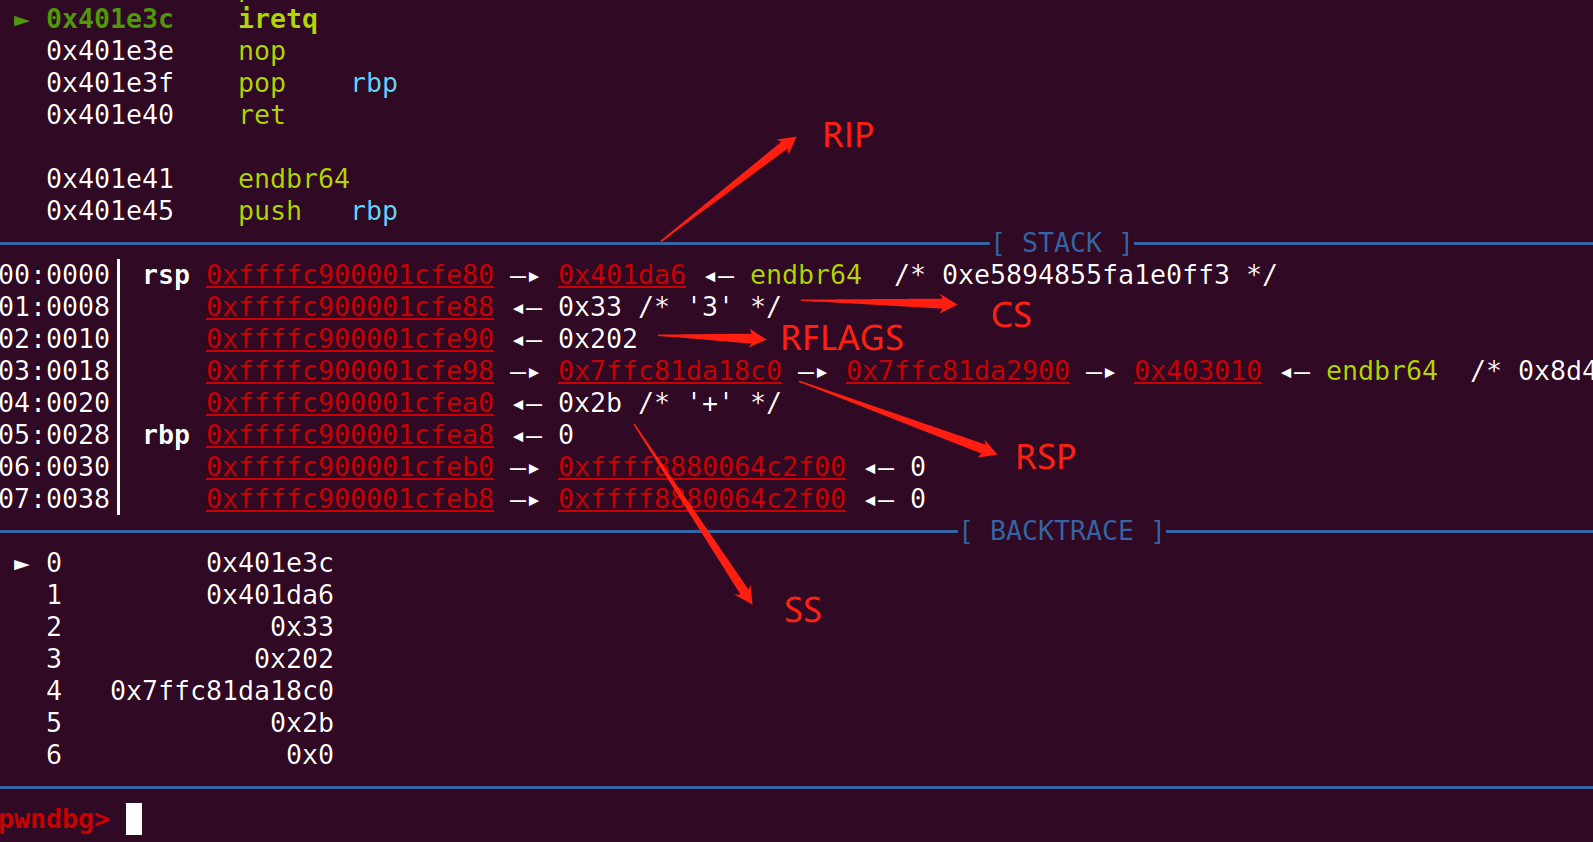 ► 0x401e3c iretq
0x401e3e nop
0x401e3f pop rbp
0x401e40 ret
RIP
0x401e41 endbr64
0x401e45 push rbp
[ STACK ]
00:0000│ rsp 0xffffc900001cfe80 —▸ 0x401da6 ◂— endbr64 /* 0xe5894855fa1e0ff3 */
01:0008│ 0xffffc900001cfe88 ◂— 0x33 /* '3' */
CS
02:0010│ 0xffffc900001cfe90 ◂— 0x202
RFLAGS
03:0018│ 0xffffc900001cfe98 —▸ 0x7ffc81da18c0 —▸ 0x7ffc81da2900 —▸ 0x403010 ◂— endbr64 /* 0x8d4
04:0020│ 0xffffc900001cfea0 ◂— 0x2b /* '+' */
05:0028│ rbp 0xffffc900001cfea8 ◂— 0
RSP
06:0030│ 0xffffc900001cfeb0 —▸ 0xffff8880064c2f00 ◂— 0
07:0038│ 0xffffc900001cfeb8 —▸ 0xffff8880064c2f00 ◂— 0
[ BACKTRACE ]
► 0 0x401e3c
1 0x401da6
SS
2 0x33
3 0x202
4 0x7ffc81da18c0
5 0x2b
6 0x0
pwndbg>